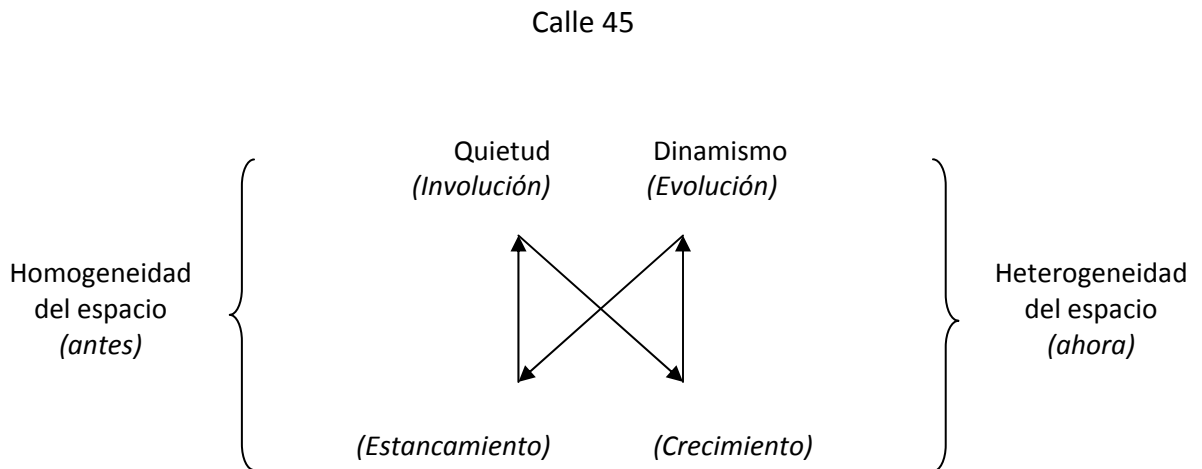 Calle 45
Quietud
(Involución)
Dinamismo
(Evolución)
Homogeneidad
del espacio
(antes)
Heterogeneidad
del espacio
(ahora)
(Estancamiento)
(Crecimiento)